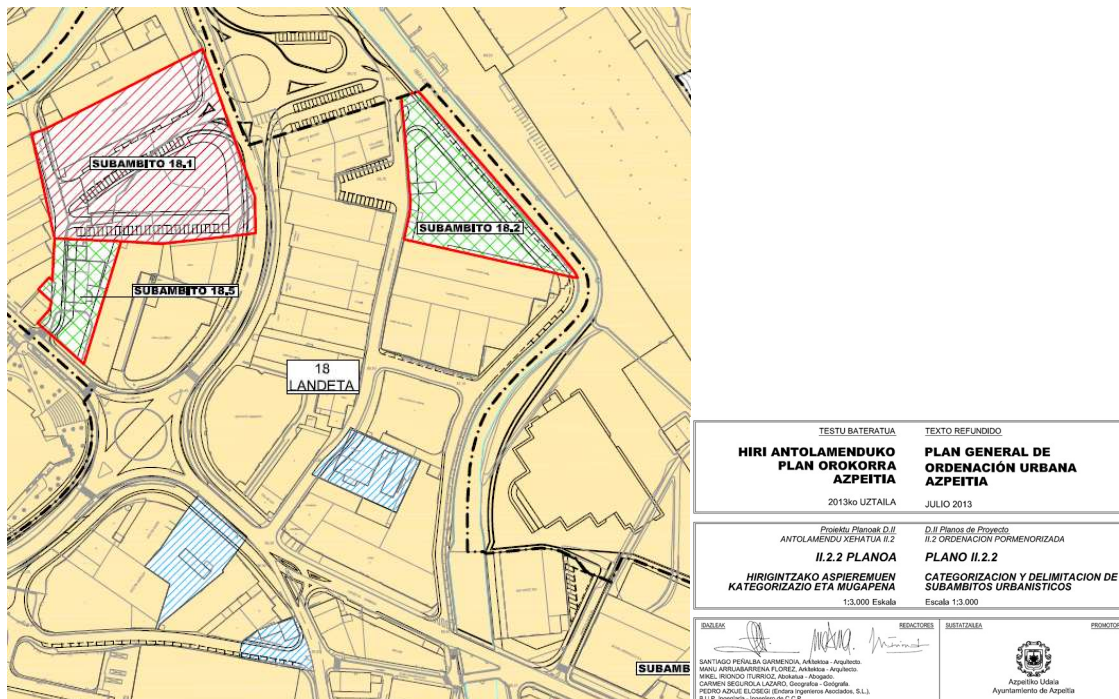 SUBAMBITO 18.1
SUBAMBITO 18.2
SUBAMBITO 18.5
18
LANDETA
SUBAMB
TESTU BATERATUA
HIRI ANTOLAMENDUKO
PLAN OROKORRA
AZPEITIA
2013ko UZTAILA
TEXTO REFUNDIDO
PLAN GENERAL DE
ORDENACIÓN URBANA
AZPEITIA
JULIO 2013
Proiektu Planoak D.II
ANTOLAMENDU XEHATUA II.2
II.2.2 PLANOA
HIRIGINTZAKO ASPIEREMUEN
KATEGORIZAZIO ETA MUGAPENA
1:3,000 Eskala
D.II Planos de Proyecto
II.2 ORDENACION PORMENORIZADA
PLANO II.2.2
CATEGORIZACION Y DELIMITACION DE
SUBAMBITOS URBANISTICOS
Escala 1:3.000
IDAZLEAK
REDACTORES
SANTIAGO PEÑALBA GARMENDIA, Arkitektoa - Arquitecto.
MANU ARRUABARRENA FLOREZ, Arkitektoa - Arquitecto.
MIKEL IRIONDO ITURRIOZ, Abokatua - Abogado.
CARMEN SEGUROLA LAZARO, Geografoa - Geógrafa.
PEDRO AZKUE ELOSEGI (Endara Ingenieros Asociados, S.L.),
SUSTATZAILEA
PROMOTOR
Azpeitiko Udala
Ayuntamiento de Azpeitia